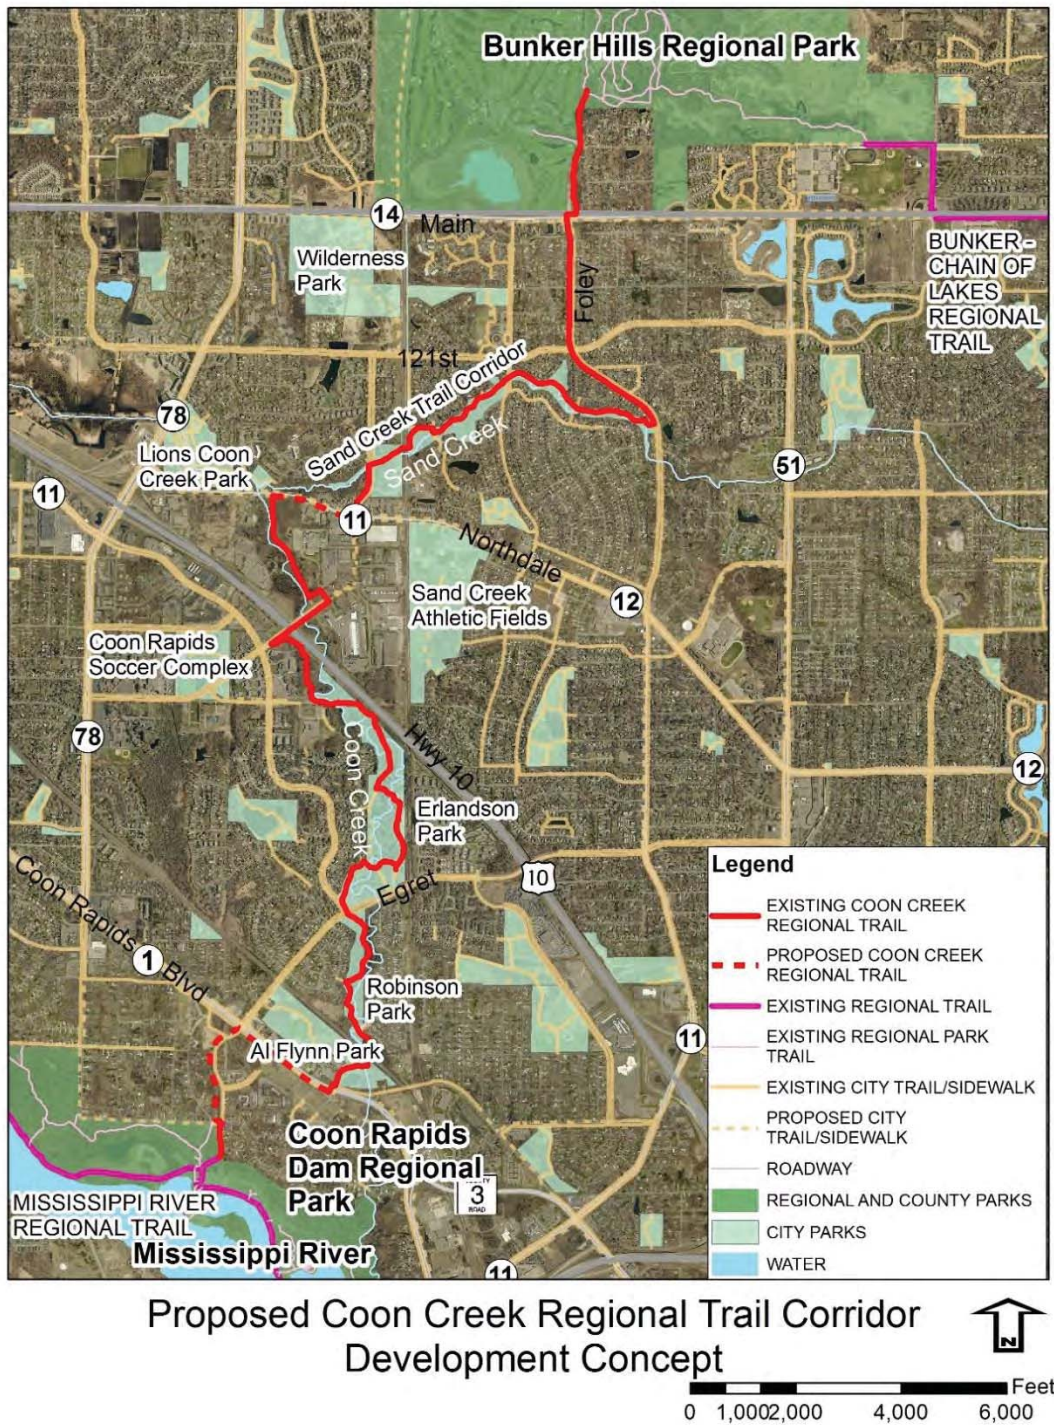 Bunker Hills Regional Park
14
Main
Wilderness
Park
Foley
BUNKER -
CHAIN OF
LAKES
REGIONAL
TRAIL
121st
Sand Creek Trail Corridor
Sand Creek
78
Lions Coon
Creek Park
51
11
11
Northdale
Sand Creek
Athletic Fields
12
Coon Rapids
Soccer Complex
78
Coon Creek
Hwy 10
12
Erlandson
Park
Egret
10
Coon Rapids Blvd
1
Robinson
Park
Al Flynn Park
11
Coon Rapids
Dam Regional
Park
3
ROAD
MISSISSIPPI RIVER
REGIONAL TRAIL
Mississippi River
11
Legend
EXISTING COON CREEK
REGIONAL TRAIL
PROPOSED COON CREEK
REGIONAL TRAIL
EXISTING REGIONAL TRAIL
EXISTING REGIONAL PARK
TRAIL
EXISTING CITY TRAIL/SIDEWALK
PROPOSED CITY
TRAIL/SIDEWALK
ROADWAY
REGIONAL AND COUNTY PARKS
CITY PARKS
WATER
Proposed Coon Creek Regional Trail Corridor
Development Concept
N
Feet
0 1,000 2,000 4,000 6,000